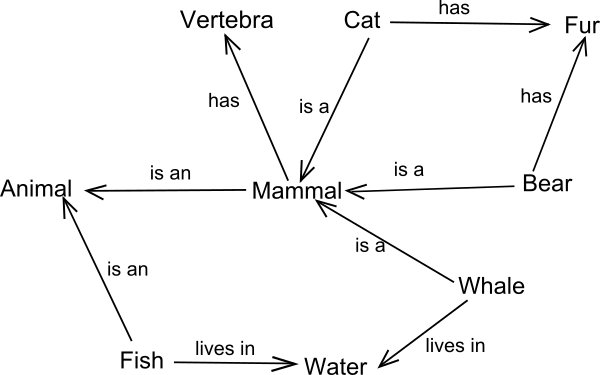 has
Vertebra
Cat
Fur
has
is a
has
is an
is a
Animal
Mammal
Bear
is a
is an
Whale
lives in
lives in
Fish
Water